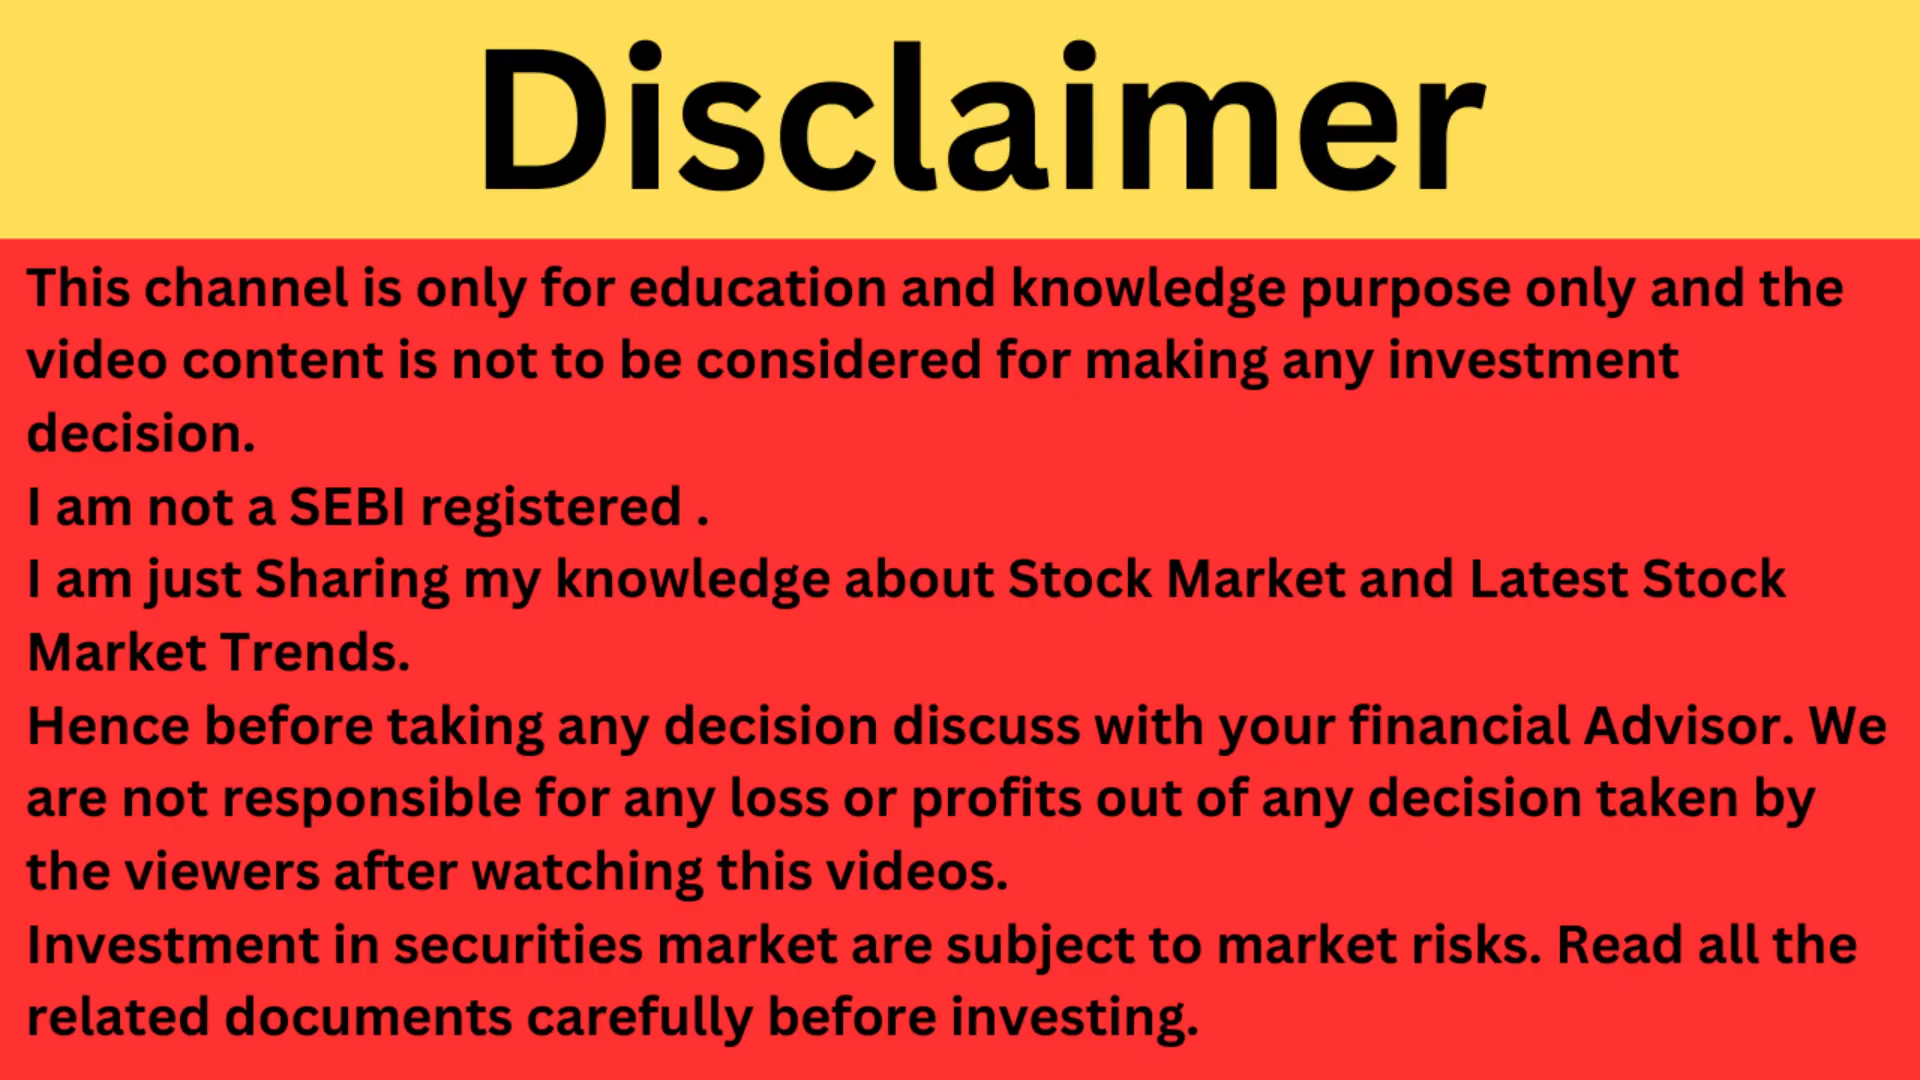 Disclaimer
This channel is only for education and knowledge purpose only and the
video content is not to be considered for making any investment
decision.
I am not a SEBI registered .
I am just Sharing my knowledge about Stock Market and Latest Stock
Market Trends.
Hence before taking any decision discuss with your financial Advisor. We
are not responsible for any loss or profits out of any decision taken by
the viewers after watching this videos.
Investment in securities market are subject to market risks. Read all the
related documents carefully before investing.